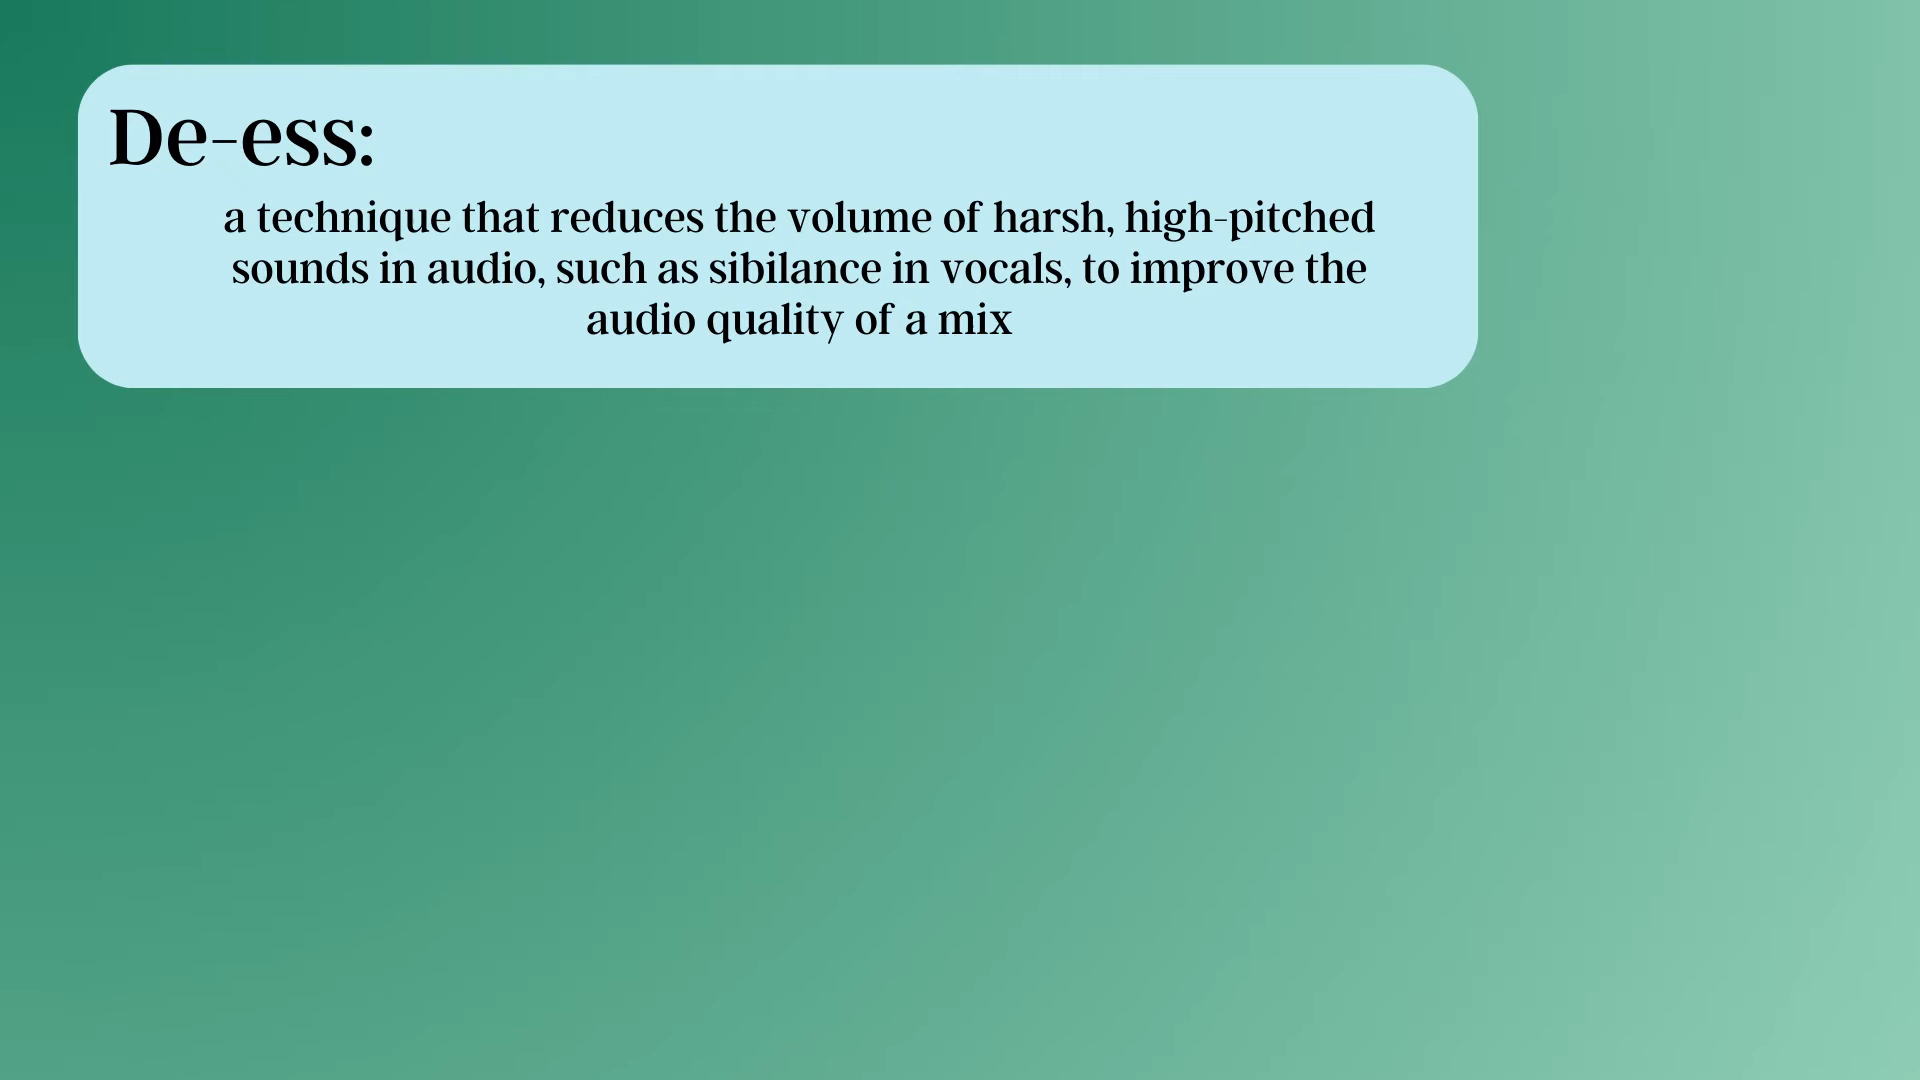 De-ess:
a technique that reduces the volume of harsh, high-pitched
sounds in audio, such as sibilance in vocals, to improve the
audio quality of a mix